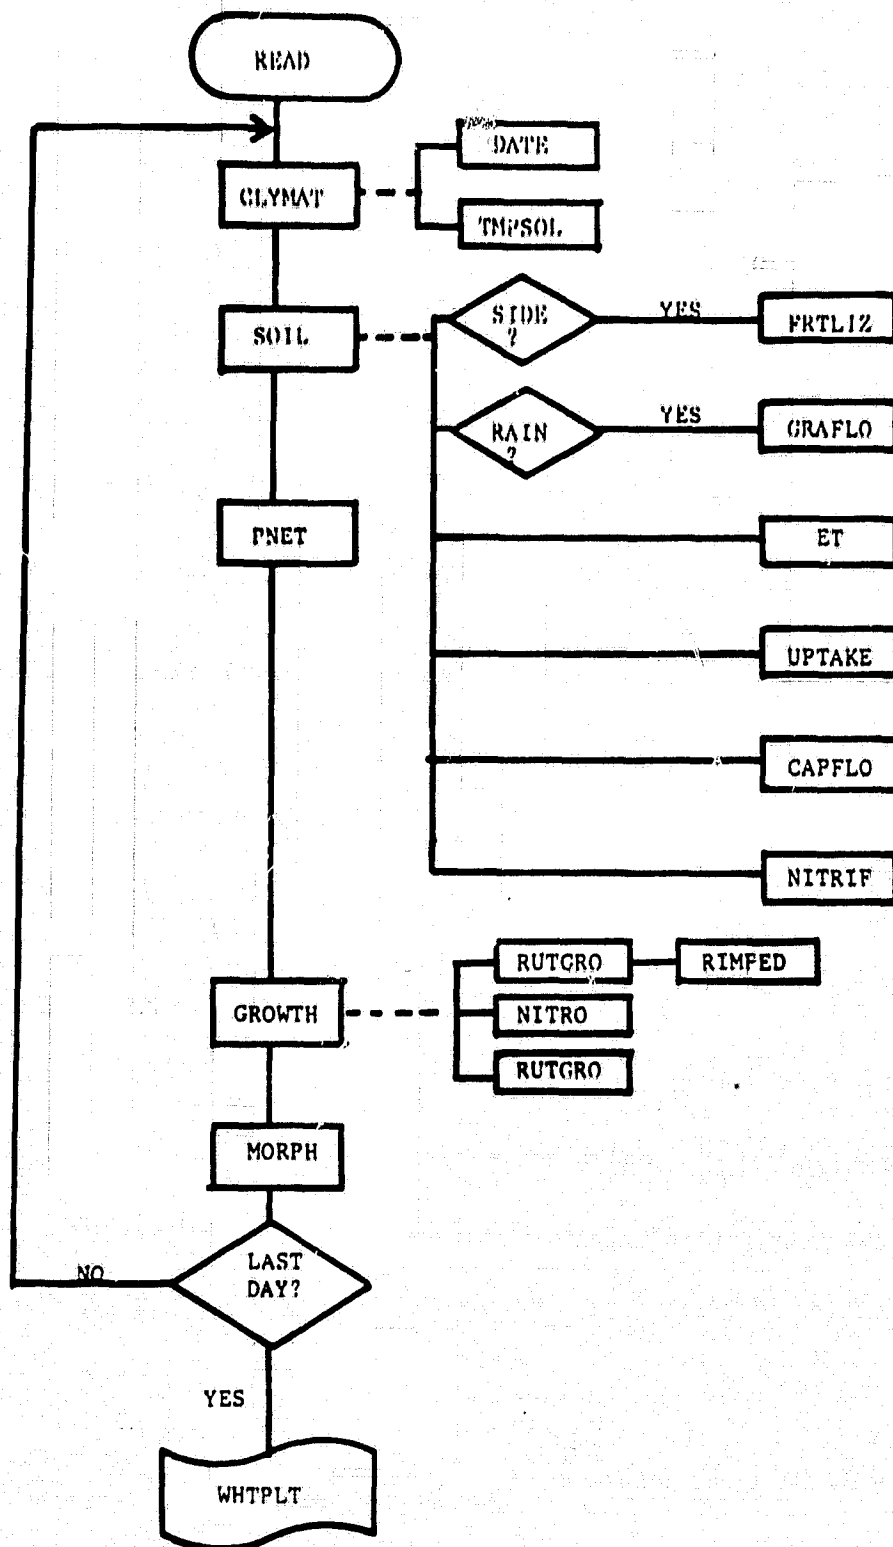 READ
CLYMAT
DATE
TMPSOL
SOIL
SIDE
?
YES
FRTLIZ
RAIN
?
YES
GRAFLO
PNET
ET
UPTAKE
CAPFLO
NITRIF
GROWTH
RUTGRO
RIMPED
NITRO
RUTGRO
MORPH
LAST
DAY?
NO
YES
WHTPLT